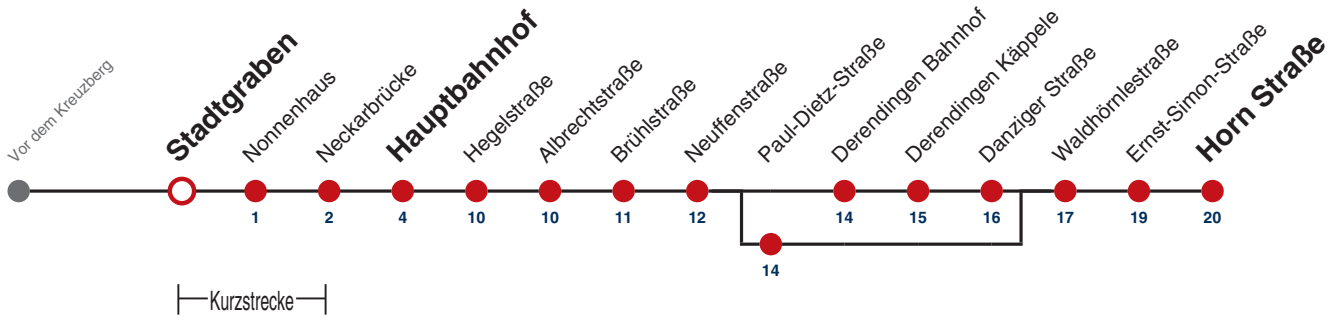 Vor dem Kreuzberg
Stadtgraben
Nonnenhaus
Neckarbrücke
Hauptbahnhof
Hegelstraße
Albrechtstraße
Brühlstraße
Neuffenstraße
Paul-Dietz-Straße
Derendingen Bahnhof
Derendingen Käppele
Danziger Straße
Waldhörnlestraße
Ernst-Simon-Straße
Horn Straße
1 2 4 10 10 11 12 14 15 16 17 19 20
14
Kurzstrecke